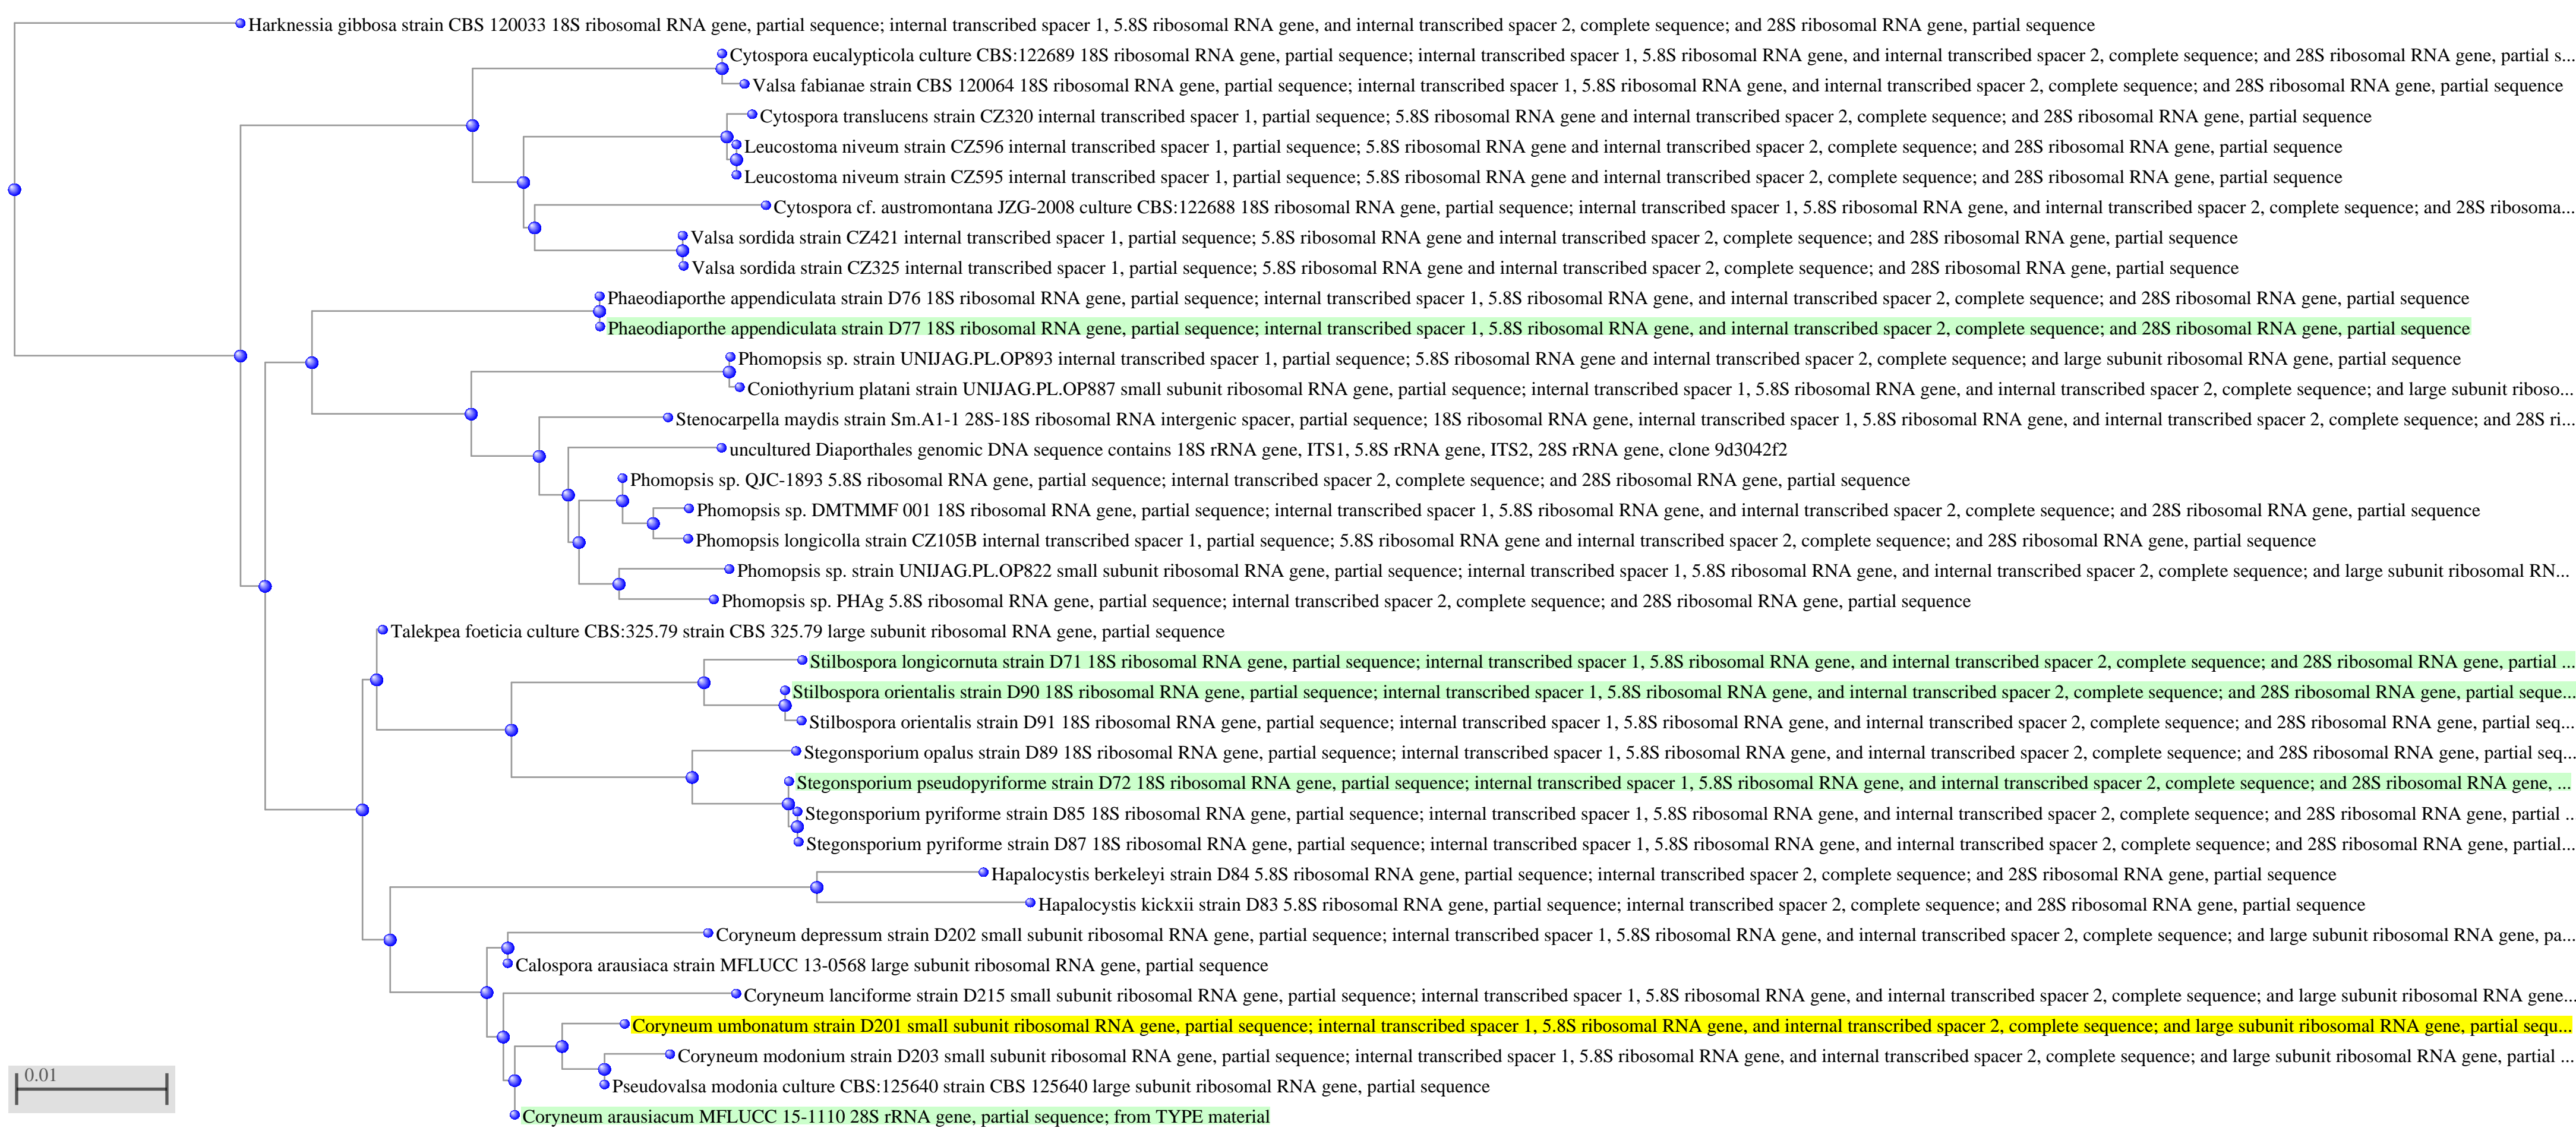 Harknessia gibbosa strain CBS 120033 18S ribosomal RNA gene, partial sequence; internal transcribed spacer 1, 5.8S ribosomal RNA gene, and internal transcribed spacer 2, complete sequence; and 28S ribosomal RNA gene, partial sequence
Cytospora eucalypticola culture CBS:122689 18S ribosomal RNA gene, partial sequence; internal transcribed spacer 1, 5.8S ribosomal RNA gene, and internal transcribed spacer 2, complete sequence; and 28S ribosomal RNA gene, partial s...
Valsa fabianae strain CBS 120064 18S ribosomal RNA gene, partial sequence; internal transcribed spacer 1, 5.8S ribosomal RNA gene, and internal transcribed spacer 2, complete sequence; and 28S ribosomal RNA gene, partial sequence
Cytospora translucens strain CZ320 internal transcribed spacer 1, partial sequence; 5.8S ribosomal RNA gene and internal transcribed spacer 2, complete sequence; and 28S ribosomal RNA gene, partial sequence
Leucostoma niveum strain CZ596 internal transcribed spacer 1, partial sequence; 5.8S ribosomal RNA gene and internal transcribed spacer 2, complete sequence; and 28S ribosomal RNA gene, partial sequence
Leucostoma niveum strain CZ595 internal transcribed spacer 1, partial sequence; 5.8S ribosomal RNA gene and internal transcribed spacer 2, complete sequence; and 28S ribosomal RNA gene, partial sequence
Cytospora cf. austromontana JZG-2008 culture CBS:122688 18S ribosomal RNA gene, partial sequence; internal transcribed spacer 1, 5.8S ribosomal RNA gene, and internal transcribed spacer 2, complete sequence; and 28S ribosoma...
Valsa sordida strain CZ421 internal transcribed spacer 1, partial sequence; 5.8S ribosomal RNA gene and internal transcribed spacer 2, complete sequence; and 28S ribosomal RNA gene, partial sequence
Valsa sordida strain CZ325 internal transcribed spacer 1, partial sequence; 5.8S ribosomal RNA gene and internal transcribed spacer 2, complete sequence; and 28S ribosomal RNA gene, partial sequence
Phaeodiaporthe appendiculata strain D76 18S ribosomal RNA gene, partial sequence; internal transcribed spacer 1, 5.8S ribosomal RNA gene, and internal transcribed spacer 2, complete sequence; and 28S ribosomal RNA gene, partial sequence
Phaeodiaporthe appendiculata strain D77 18S ribosomal RNA gene, partial sequence; internal transcribed spacer 1, 5.8S ribosomal RNA gene, and internal transcribed spacer 2, complete sequence; and 28S ribosomal RNA gene, partial sequence
Phomopsis sp. strain UNIJAG.PL.OP893 internal transcribed spacer 1, partial sequence; 5.8S ribosomal RNA gene and internal transcribed spacer 2, complete sequence; and large subunit ribosomal RNA gene, partial sequence
Coniothyrium platani strain UNIJAG.PL.OP887 small subunit ribosomal RNA gene, partial sequence; internal transcribed spacer 1, 5.8S ribosomal RNA gene, and internal transcribed spacer 2, complete sequence; and large subunit riboso...
Stenocarpella maydis strain Sm.A1-1 28S-18S ribosomal RNA intergenic spacer, partial sequence; 18S ribosomal RNA gene, internal transcribed spacer 1, 5.8S ribosomal RNA gene, and internal transcribed spacer 2, complete sequence; and 28S ri...
uncultured Diaporthales genomic DNA sequence contains 18S rRNA gene, ITS1, 5.8S rRNA gene, ITS2, 28S rRNA gene, clone 9d3042f2
Phomopsis sp. QJC-1893 5.8S ribosomal RNA gene, partial sequence; internal transcribed spacer 2, complete sequence; and 28S ribosomal RNA gene, partial sequence
Phomopsis sp. DMTMMF 001 18S ribosomal RNA gene, partial sequence; internal transcribed spacer 1, 5.8S ribosomal RNA gene, and internal transcribed spacer 2, complete sequence; and 28S ribosomal RNA gene, partial sequence
Phomopsis longicolla strain CZ105B internal transcribed spacer 1, partial sequence; 5.8S ribosomal RNA gene and internal transcribed spacer 2, complete sequence; and 28S ribosomal RNA gene, partial sequence
Phomopsis sp. strain UNIJAG.PL.OP822 small subunit ribosomal RNA gene, partial sequence; internal transcribed spacer 1, 5.8S ribosomal RNA gene, and internal transcribed spacer 2, complete sequence; and large subunit ribosomal RN...
Phomopsis sp. PHAg 5.8S ribosomal RNA gene, partial sequence; internal transcribed spacer 2, complete sequence; and 28S ribosomal RNA gene, partial sequence
Talekpea foeticia culture CBS:325.79 strain CBS 325.79 large subunit ribosomal RNA gene, partial sequence
Stilbospora longicornuta strain D71 18S ribosomal RNA gene, partial sequence; internal transcribed spacer 1, 5.8S ribosomal RNA gene, and internal transcribed spacer 2, complete sequence; and 28S ribosomal RNA gene, partial ...
Stilbospora orientalis strain D90 18S ribosomal RNA gene, partial sequence; internal transcribed spacer 1, 5.8S ribosomal RNA gene, and internal transcribed spacer 2, complete sequence; and 28S ribosomal RNA gene, partial seque...
Stilbospora orientalis strain D91 18S ribosomal RNA gene, partial sequence; internal transcribed spacer 1, 5.8S ribosomal RNA gene, and internal transcribed spacer 2, complete sequence; and 28S ribosomal RNA gene, partial seq...
Stegonsporium opalus strain D89 18S ribosomal RNA gene, partial sequence; internal transcribed spacer 1, 5.8S ribosomal RNA gene, and internal transcribed spacer 2, complete sequence; and 28S ribosomal RNA gene, partial seq...
Stegonsporium pseudopyriforme strain D72 18S ribosomal RNA gene, partial sequence; internal transcribed spacer 1, 5.8S ribosomal RNA gene, and internal transcribed spacer 2, complete sequence; and 28S ribosomal RNA gene, ...
Stegonsporium pyriforme strain D85 18S ribosomal RNA gene, partial sequence; internal transcribed spacer 1, 5.8S ribosomal RNA gene, and internal transcribed spacer 2, complete sequence; and 28S ribosomal RNA gene, partial ..
Stegonsporium pyriforme strain D87 18S ribosomal RNA gene, partial sequence; internal transcribed spacer 1, 5.8S ribosomal RNA gene, and internal transcribed spacer 2, complete sequence; and 28S ribosomal RNA gene, partial...
Hapalocystis berkeleyi strain D84 5.8S ribosomal RNA gene, partial sequence; internal transcribed spacer 2, complete sequence; and 28S ribosomal RNA gene, partial sequence
Hapalocystis kickxii strain D83 5.8S ribosomal RNA gene, partial sequence; internal transcribed spacer 2, complete sequence; and 28S ribosomal RNA gene, partial sequence
Coryneum depressum strain D202 small subunit ribosomal RNA gene, partial sequence; internal transcribed spacer 1, 5.8S ribosomal RNA gene, and internal transcribed spacer 2, complete sequence; and large subunit ribosomal RNA gene, pa...
Calospora arausiaca strain MFLUCC 13-0568 large subunit ribosomal RNA gene, partial sequence
Coryneum lanciforme strain D215 small subunit ribosomal RNA gene, partial sequence; internal transcribed spacer 1, 5.8S ribosomal RNA gene, and internal transcribed spacer 2, complete sequence; and large subunit ribosomal RNA gene...
Coryneum umbonatum strain D201 small subunit ribosomal RNA gene, partial sequence; internal transcribed spacer 1, 5.8S ribosomal RNA gene, and internal transcribed spacer 2, complete sequence; and large subunit ribosomal RNA gene, partial sequ...
Coryneum modonium strain D203 small subunit ribosomal RNA gene, partial sequence; internal transcribed spacer 1, 5.8S ribosomal RNA gene, and internal transcribed spacer 2, complete sequence; and large subunit ribosomal RNA gene, partial ...
Pseudovalsa modonia culture CBS:125640 strain CBS 125640 large subunit ribosomal RNA gene, partial sequence
Coryneum arausiacum MFLUCC 15-1110 28S rRNA gene, partial sequence; from TYPE material
0.01